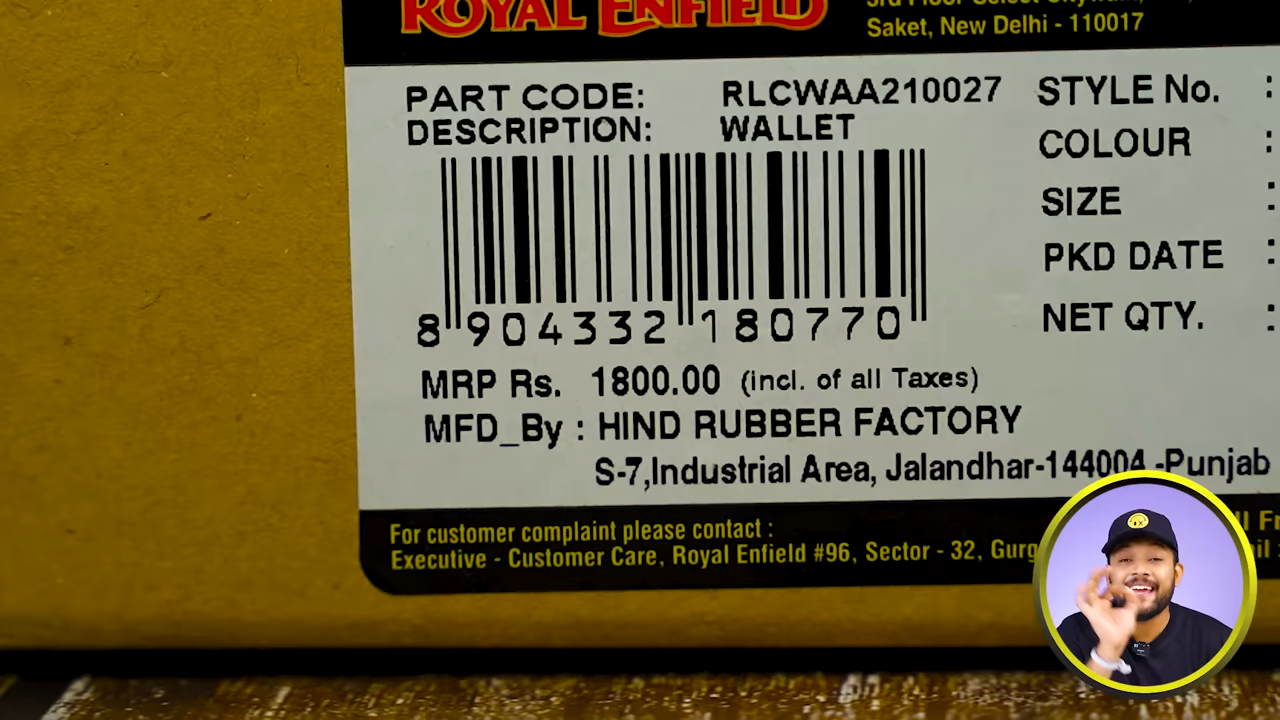 ROYAL ENFIELD
Saket, New Delhi - 110017
PART CODE: RLCWAA210027
DESCRIPTION: WALLET
8 904332 180770
MRP Rs. 1800.00 (incl. of all Taxes)
MFD_By : HIND RUBBER FACTORY
S-7,Industrial Area, Jalandhar-144004 -Punjab
STYLE No. :
COLOUR :
SIZE :
PKD DATE :
NET QTY. :
For customer complaint please contact :
Executive - Customer Care, Royal Enfield #96, Sector - 32,